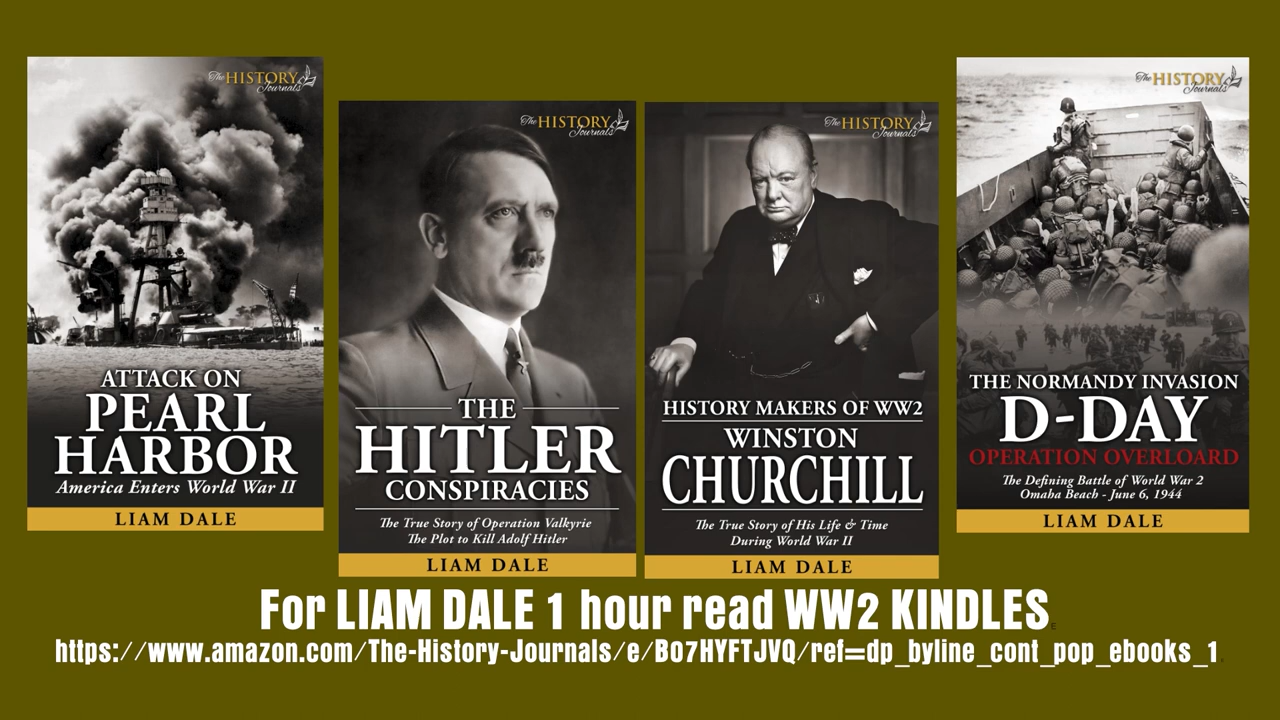 The HISTORY
Journals
ATTACK ON
PEARL
HARBOR
America Enters World War II
LIAM DALE
The HISTORY
Journals
THE
HITLER
CONSPIRACIES
The True Story of Operation Valkyrie
The Plot to Kill Adolf Hitler
LIAM DALE
The HISTORY
Journals
HISTORY MAKERS OF WW2
WINSTON
CHURCHILL
The True Story of His Life & Time
During World War II
LIAM DALE
The HISTORY
Journals
THE NORMANDY INVASION
D-DAY
OPERATION OVERLOARD
The Defining Battle of World War 2
Omaha Beach - June 6, 1944
LIAM DALE
For LIAM DALE 1 hour read WW2 KINDLES
https://www.amazon.com/The-History-Journals/e/B07HYFTJVQ/ref=dp_byline_cont_pop_ebooks_1